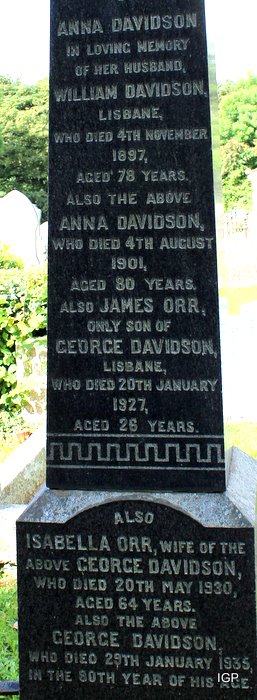 ANNA DAVIDSON
IN LOVING MEMORY
OF HER HUSBAND,
WILLIAM DAVIDSON,
LISBANE,
WHO DIED 4TH NOVEMBER
1897,
AGED 78 YEARS.
ALSO THE ABOVE
ANNA DAVIDSON,
WHO DIED 4TH AUGUST
1901,
AGED 80 YEARS.
ALSO JAMES ORR,
ONLY SON OF
GEORGE DAVIDSON,
LISBANE,
WHO DIED 20TH JANUARY
1927,
AGED 26 YEARS.
ALSO
ISABELLA ORR, WIFE OF THE
ABOVE GEORGE DAVIDSON,
WHO DIED 20TH MAY 1930,
AGED 64 YEARS.
ALSO THE ABOVE
GEORGE DAVIDSON,
WHO DIED 29TH JANUARY 1935,
IN THE 80TH YEAR OF HIS AGE.
IGP